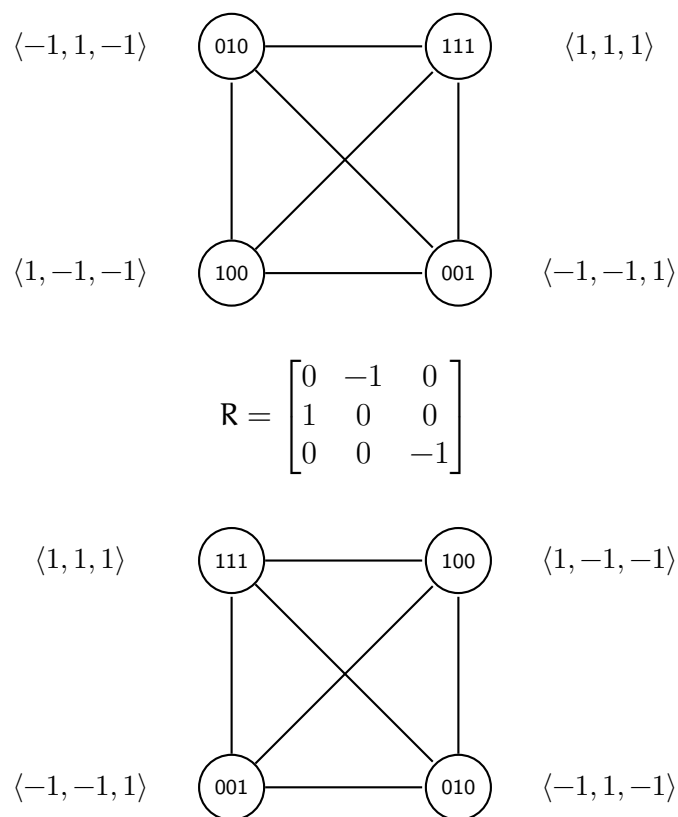 ⟨−1, 1, −1⟩ 010 111 ⟨1, 1, 1⟩
⟨1, −1, −1⟩ 100 001 ⟨−1, −1, 1⟩
R = [0 −1 0
1 0 0
0 0 −1]
⟨1, 1, 1⟩ 111 100 ⟨1, −1, −1⟩
⟨−1, −1, 1⟩ 001 010 ⟨−1, 1, −1⟩